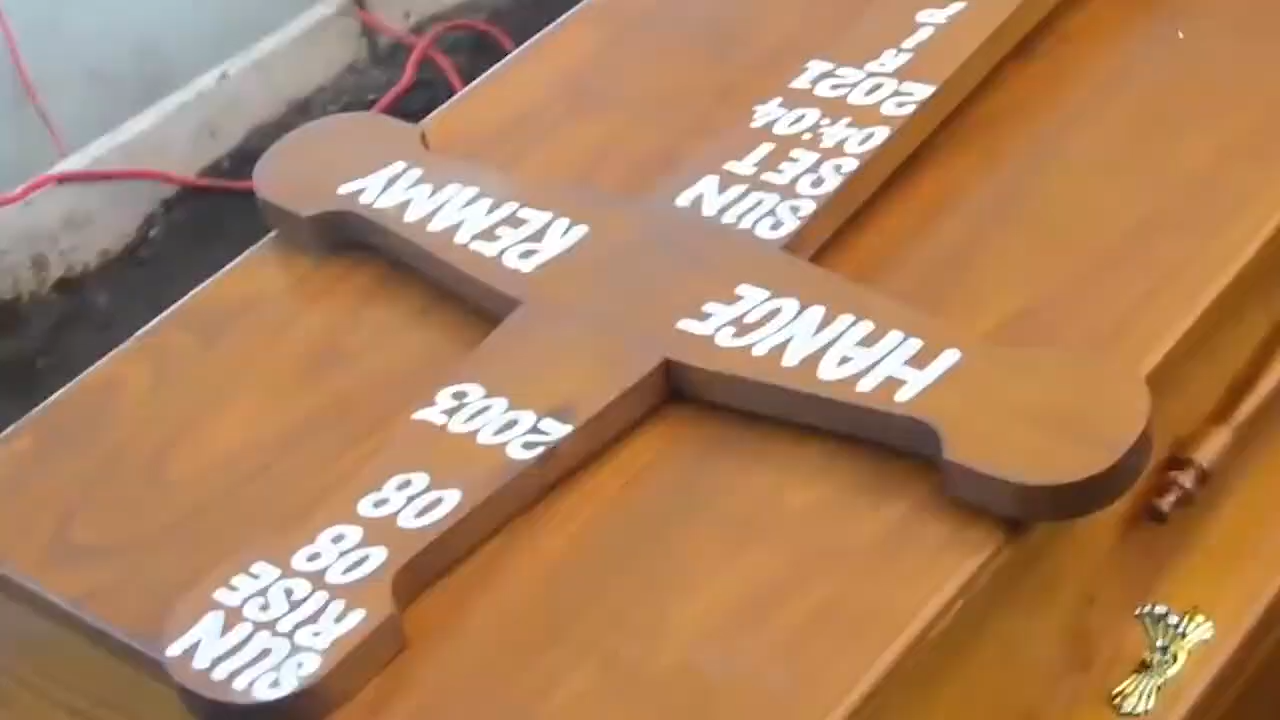 SUN
RISE
08
08
2003
HANCE REMMY
SUN
SET
04:04
2021
R
I
P